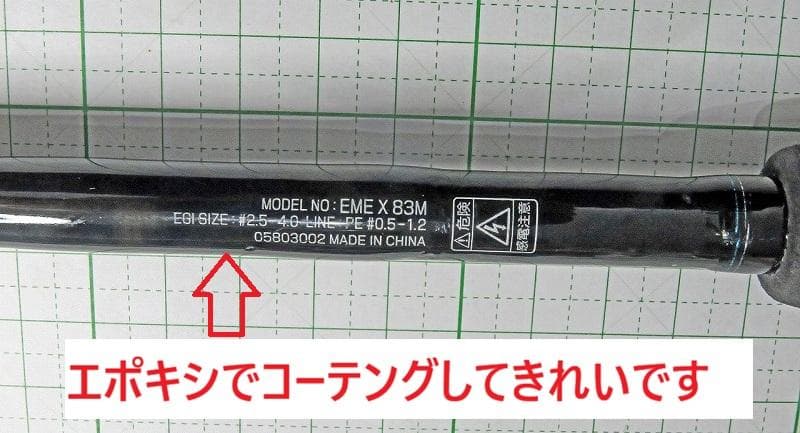 MODEL NO : EME X 83M
EGI SIZE : #2.5-4.0 LINE-PE #0.5-1.2
05803002 MADE IN CHINA
危険
感電注意
エポキシでコーテングしてきれいです